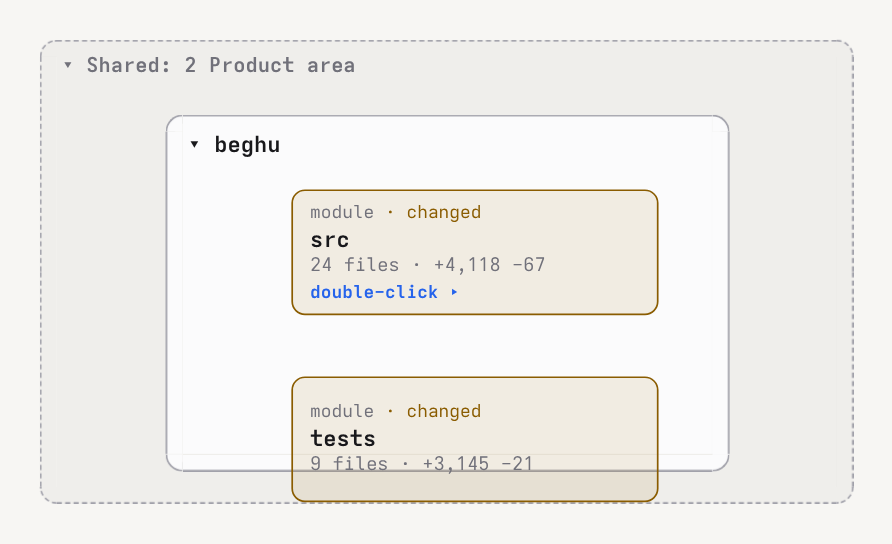 ▾ Shared: 2 Product area
▾ beghu
module · changed
src
24 files · +4,118 −67
double-click ▸
module · changed
tests
9 files · +3,145 −21